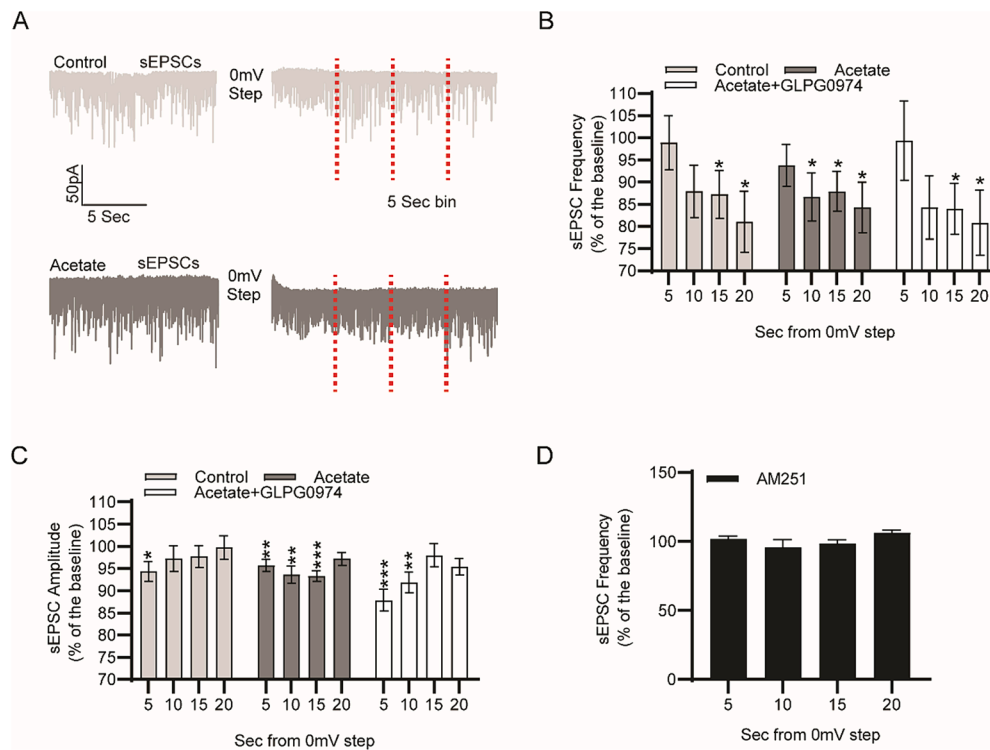 A
Control
sEPSCs
0mV
Step
50pA
5 Sec
5 Sec bin
Acetate
sEPSCs
0mV
Step
B
Control
Acetate
Acetate+GLPG0974
sEPSC Frequency
(% of the baseline)
110
105
100
95
90
85
80
75
70
* * * * * * *
5 10 15 20 5 10 15 20 5 10 15 20
Sec from 0mV step
C
Control
Acetate
Acetate+GLPG0974
sEPSC Amplitude
(% of the baseline)
110
105
100
95
90
85
80
75
70
* ** ** *** *** **
5 10 15 20 5 10 15 20 5 10 15 20
Sec from 0mV step
D
AM251
sEPSC Frequency
(% of the baseline)
150
100
50
0
5 10 15 20
Sec from 0mV step